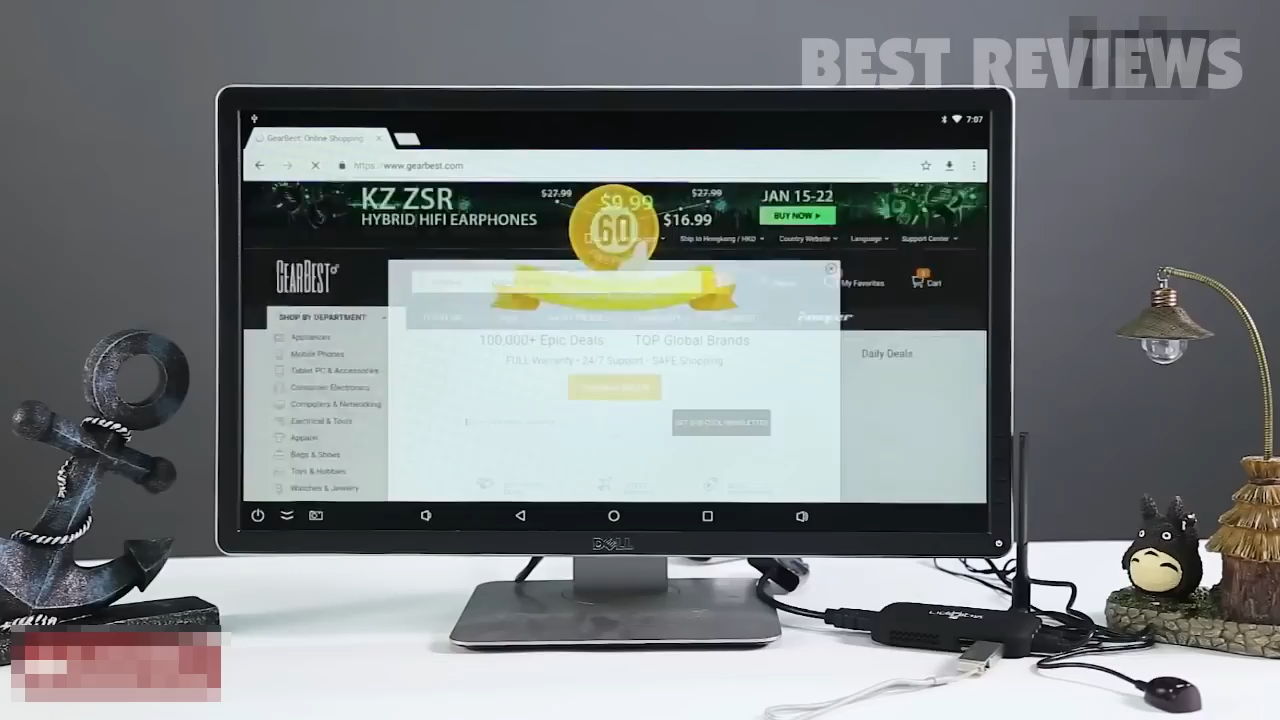 BEST REVIEWS
7:07
GearBest: Online Shopping
https://www.gearbest.com
KZ ZSR
HYBRID HIFI EARPHONES
$27.99
$9.99
$27.99
$16.99
JAN 15-22
BUY NOW
60
Ship to Hongkong / HKD
Country Website
Language
Support Center
GEARBEST
My Favorites
1
Cart
SHOP BY DEPARTMENT
Appliances
Mobile Phones
Tablet PC & Accessories
Consumer Electronics
Computers & Networking
Electrical & Tools
Apparel
Bags & Shoes
Toys & Hobbies
Watches & Jewelry
100,000+ Epic Deals
TOP Global Brands
FULL Warranty · 24/7 Support · SAFE Shopping
Daily Deals
DELL